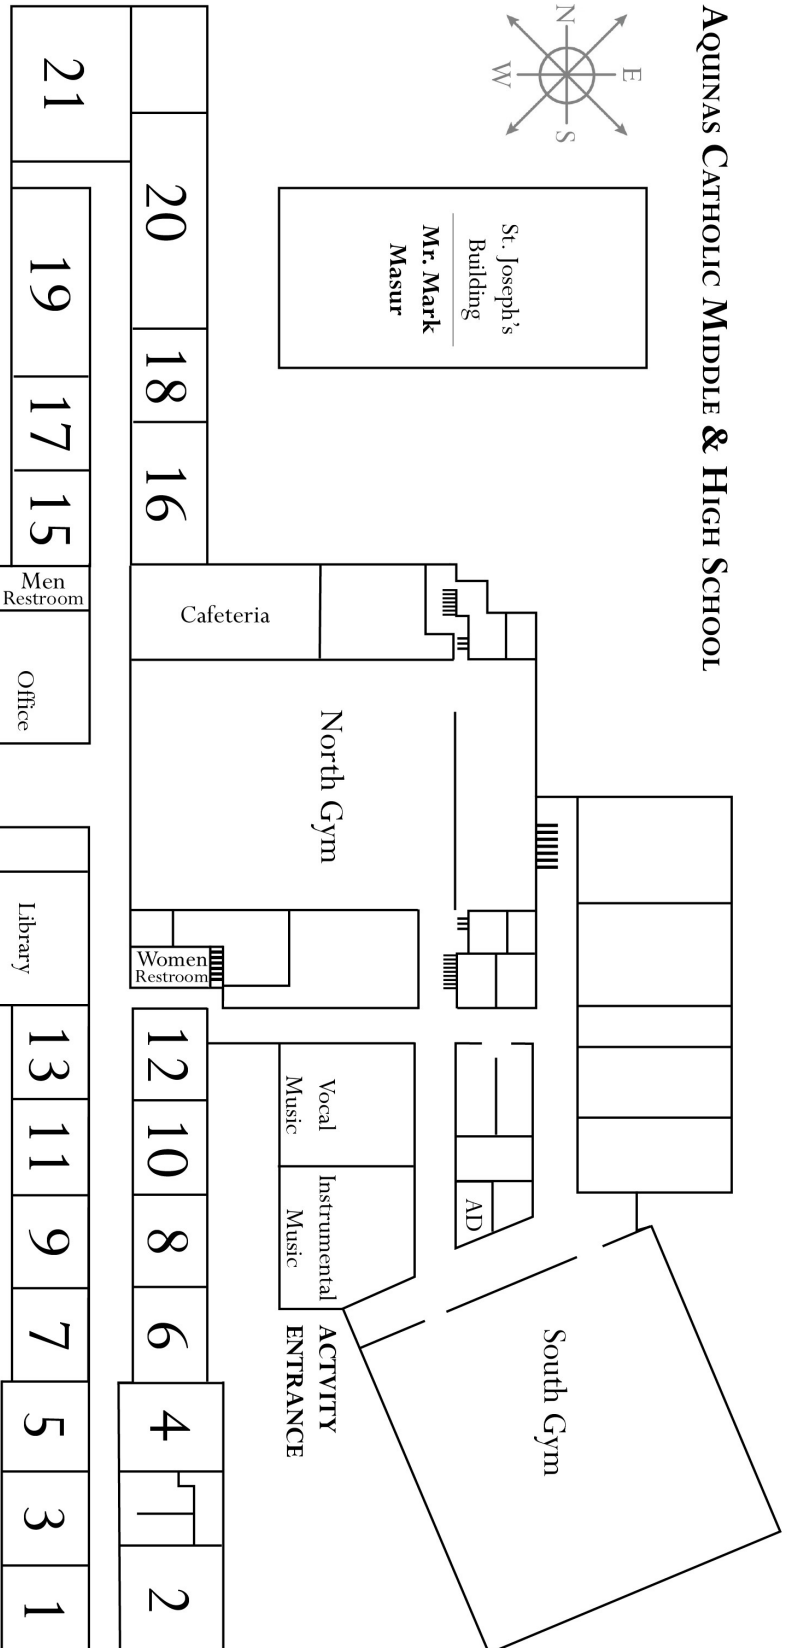 AQUINAS CATHOLIC MIDDLE & HIGH SCHOOL
N
E
S
W
St. Joseph's
Building
Mr. Mark
Masur
21
20
19
18
17
16
15
Men
Restroom
Office
Cafeteria
North Gym
Library
Women
Restroom
13
12
11
10
9
8
7
6
5
4
3
2
1
Vocal
Music
Instrumental
Music
AD
ACTVITY
ENTRANCE
South Gym